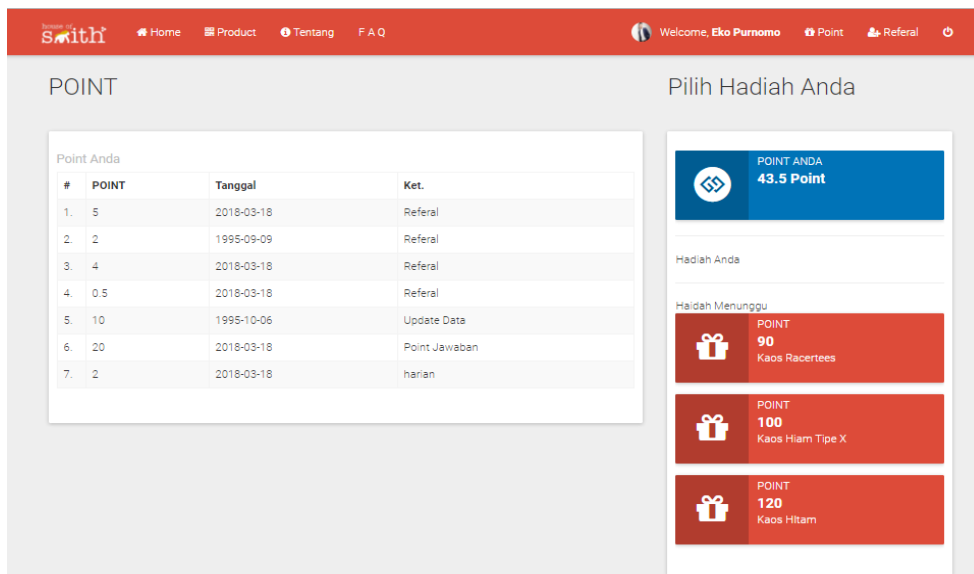 house of
smith
Home Product Tentang F A Q Welcome, Eko Purnomo Point Referal
POINT
Pilih Hadiah Anda
Point Anda
# POINT Tanggal Ket.
1. 5 2018-03-18 Referal
2. 2 1995-09-09 Referal
3. 4 2018-03-18 Referal
4. 0.5 2018-03-18 Referal
5. 10 1995-10-06 Update Data
6. 20 2018-03-18 Point Jawaban
7. 2 2018-03-18 harian
POINT ANDA
43.5 Point
Hadiah Anda
Haidah Menunggu
POINT
90
Kaos Racertees
POINT
100
Kaos Hiam Tipe X
POINT
120
Kaos HItam